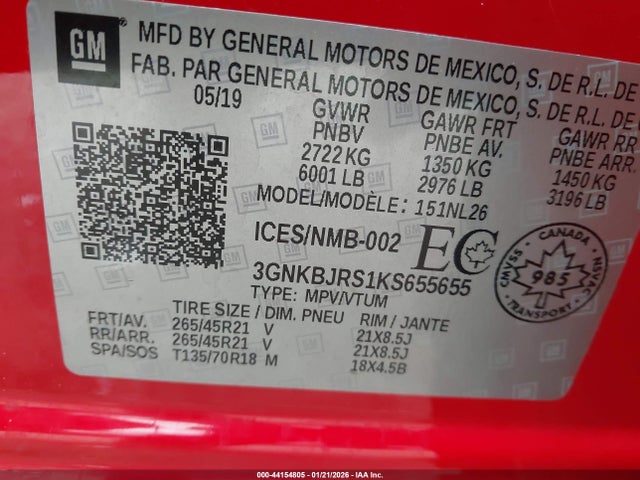 GM
MFD BY GENERAL MOTORS DE MEXICO, S. DE R.L. DE
FAB. PAR GENERAL MOTORS DE MEXICO, S. DE R.L. DE
05/19
GVWR
PNBV
2722 KG
6001 LB
GAWR FRT
PNBE AV.
1350 KG
2976 LB
GAWR RR
PNBE ARR.
1450 KG
3196 LB
MODEL/MODÈLE: 151NL26
ICES/NMB-002
EC
CANADA
CMVSS
985
NSVAC
TRANSPORT
3GNKBJRS1KS655655
TYPE: MPV/VTUM
TIRE SIZE / DIM. PNEU RIM / JANTE
FRT/AV. 265/45R21 V 21X8.5J
RR/ARR. 265/45R21 V 21X8.5J
SPA/SOS T135/70R18 M 18X4.5B
000-44154805 - 01/21/2026 - IAA Inc.